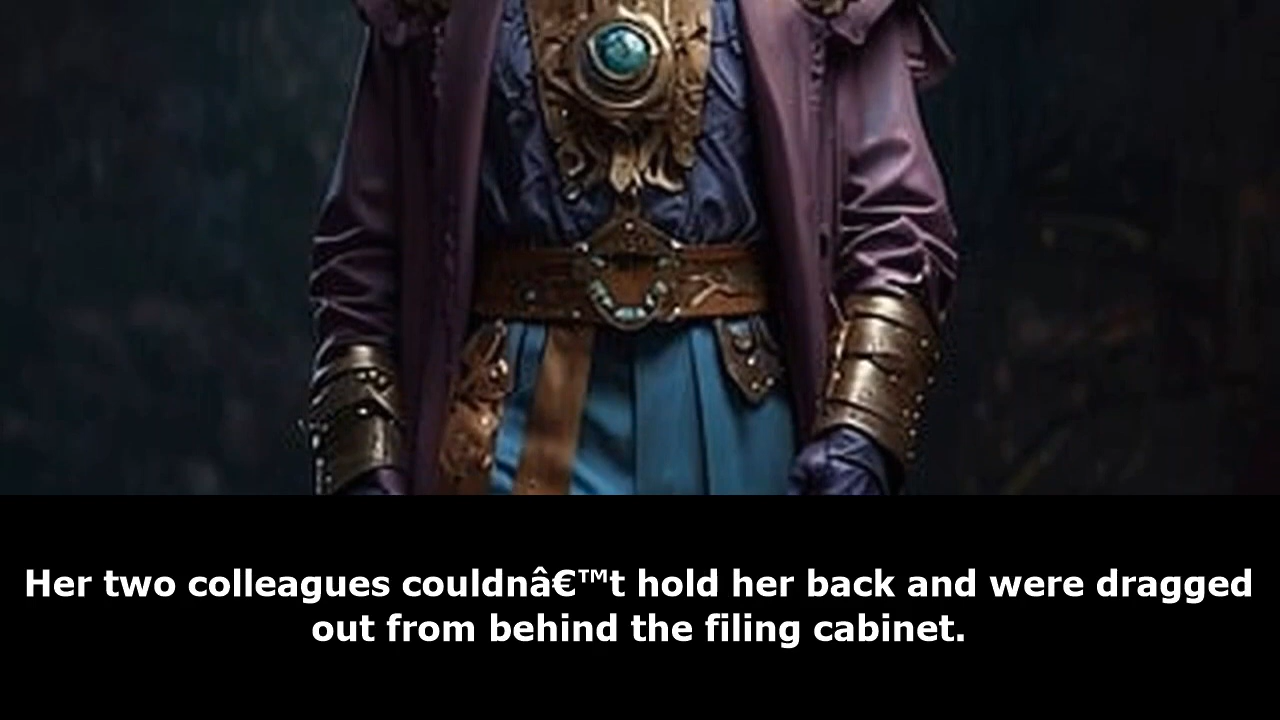 Her two colleagues couldnâ€™t hold her back and were dragged
out from behind the filing cabinet.